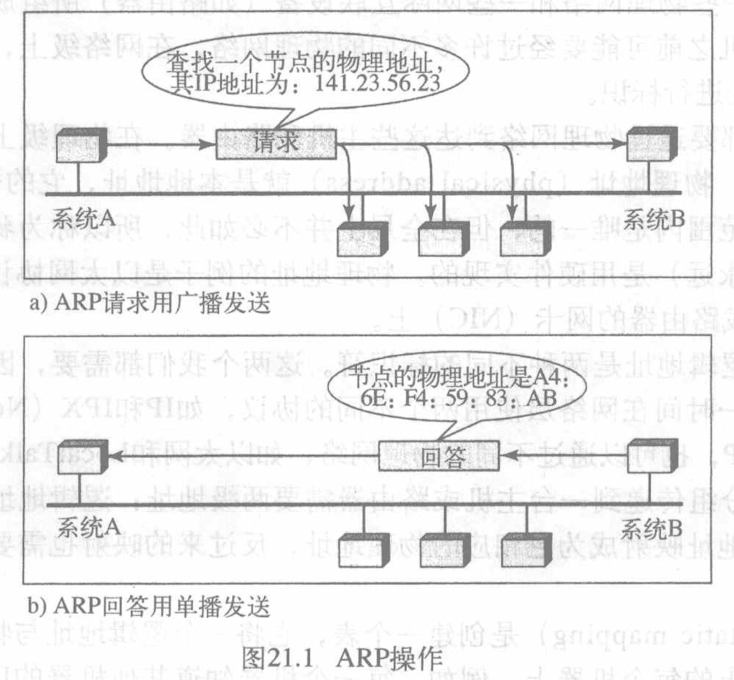 查找一个节点的物理地址，
其IP地址为：141.23.56.23
请求
系统A
系统B
a) ARP请求用广播发送
节点的物理地址是A4：
6E：F4：59：83：AB
回答
系统A
系统B
b) ARP回答用单播发送
图21.1 ARP操作